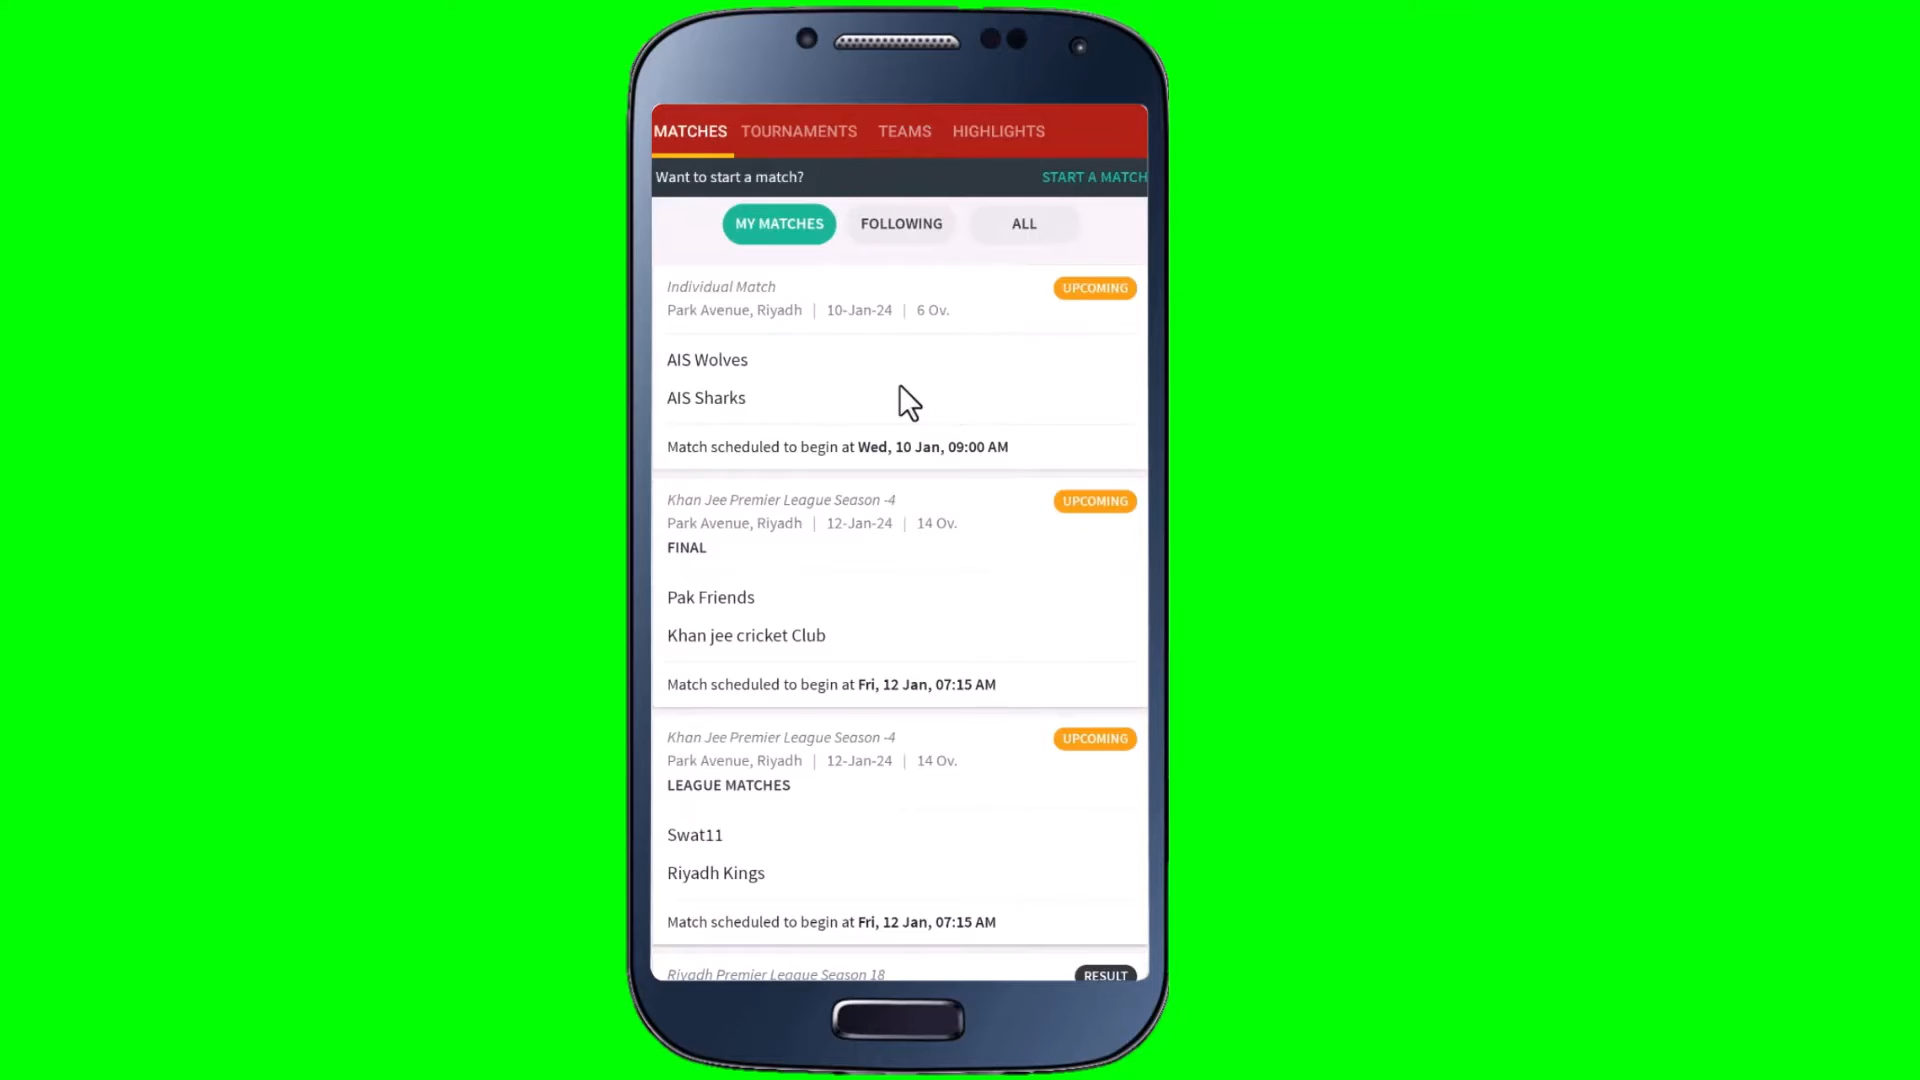 MATCHES TOURNAMENTS TEAMS HIGHLIGHTS
Want to start a match? START A MATCH
MY MATCHES FOLLOWING ALL
Individual Match UPCOMING
Park Avenue, Riyadh | 10-Jan-24 | 6 Ov.
AIS Wolves
AIS Sharks
Match scheduled to begin at Wed, 10 Jan, 09:00 AM
Khan Jee Premier League Season -4 UPCOMING
Park Avenue, Riyadh | 12-Jan-24 | 14 Ov.
FINAL
Pak Friends
Khan jee cricket Club
Match scheduled to begin at Fri, 12 Jan, 07:15 AM
Khan Jee Premier League Season -4 UPCOMING
Park Avenue, Riyadh | 12-Jan-24 | 14 Ov.
LEAGUE MATCHES
Swat11
Riyadh Kings
Match scheduled to begin at Fri, 12 Jan, 07:15 AM
Riyadh Premier League Season 18 RESULT